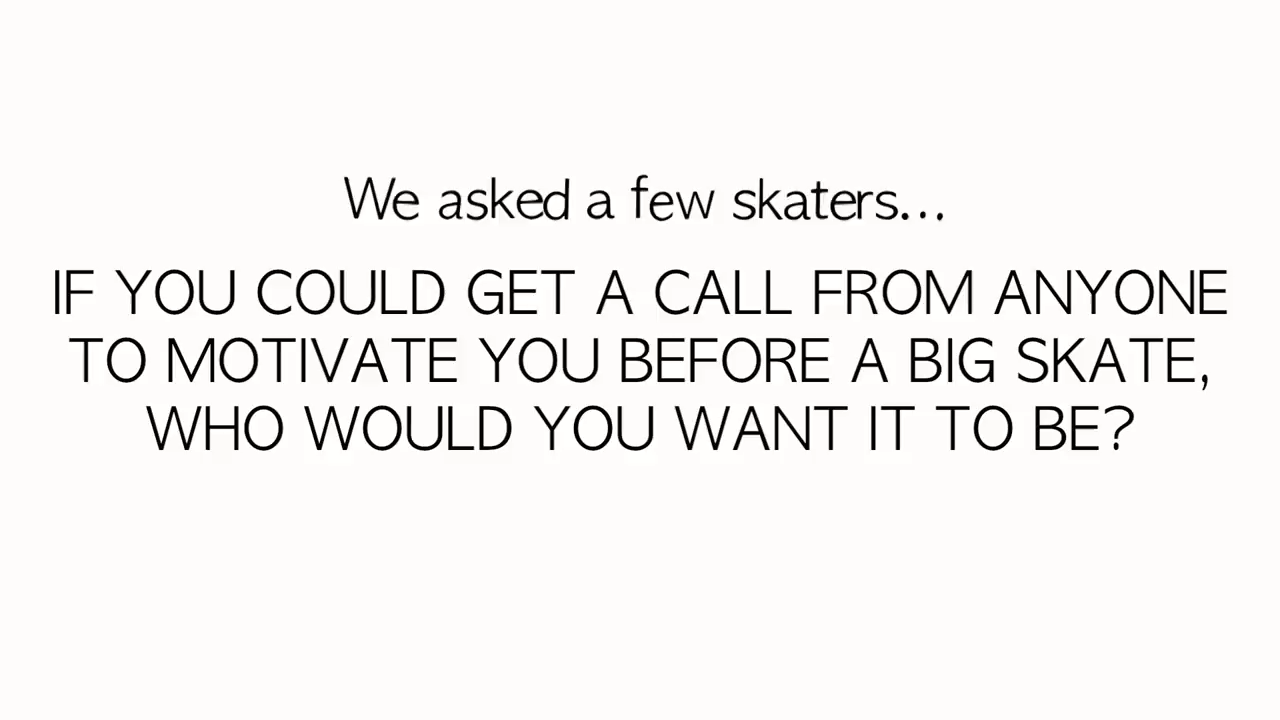 We asked a few skaters...
IF YOU COULD GET A CALL FROM ANYONE
TO MOTIVATE YOU BEFORE A BIG SKATE,
WHO WOULD YOU WANT IT TO BE?